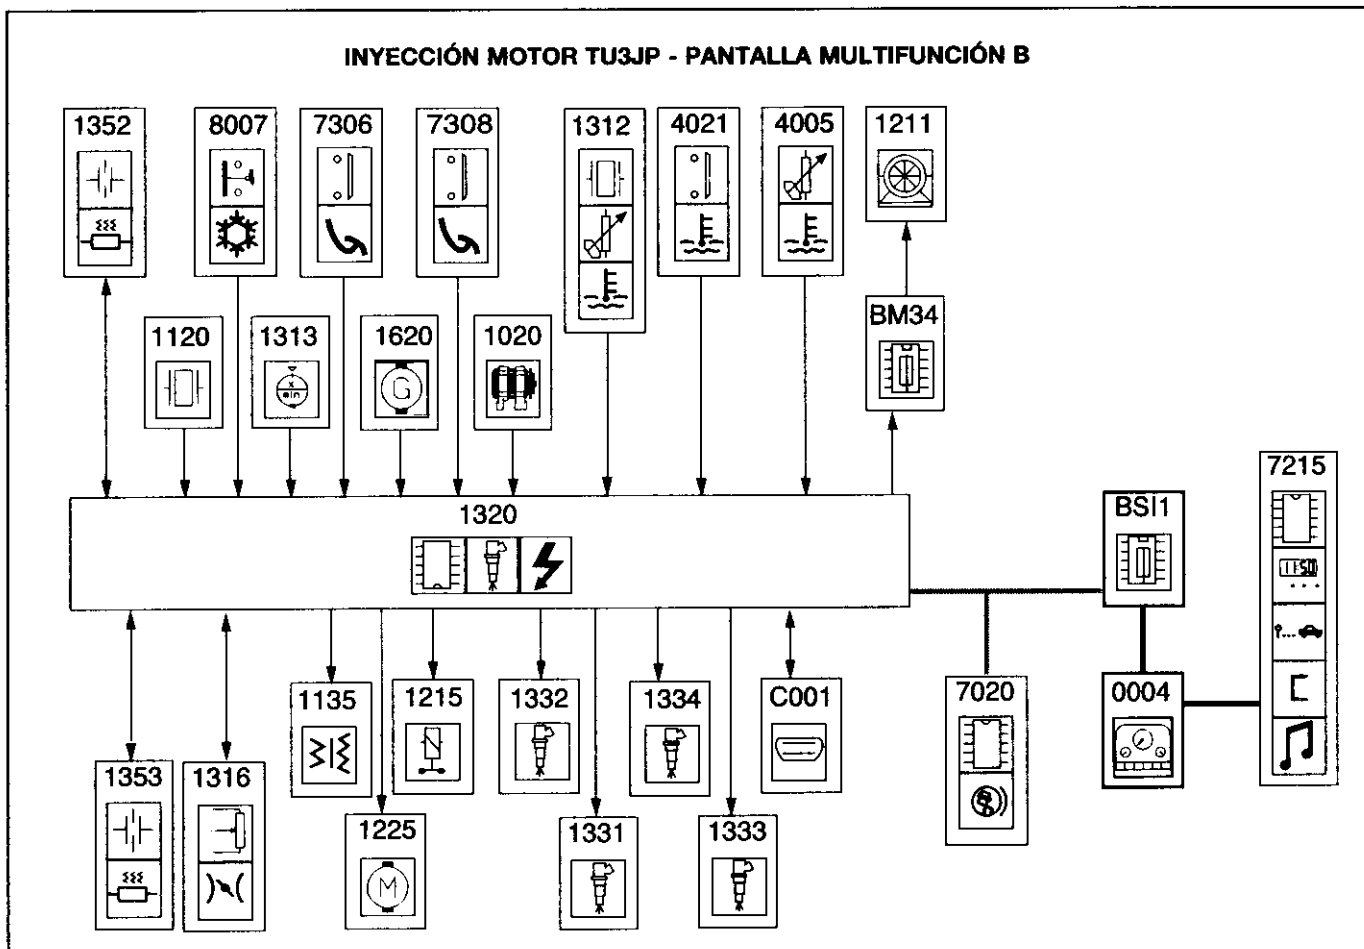 INYECCIÓN MOTOR TU3JP - PANTALLA MULTIFUNCIÓN B
1352 8007 7306 7308 1312 4021 4005 1211
1120 1313 1620 1020 BM34
x
min
G
7215
1320 BSI1
1135 1215 1332 1334 C001 7020 0004
1353 1316
1225 1331 1333
M